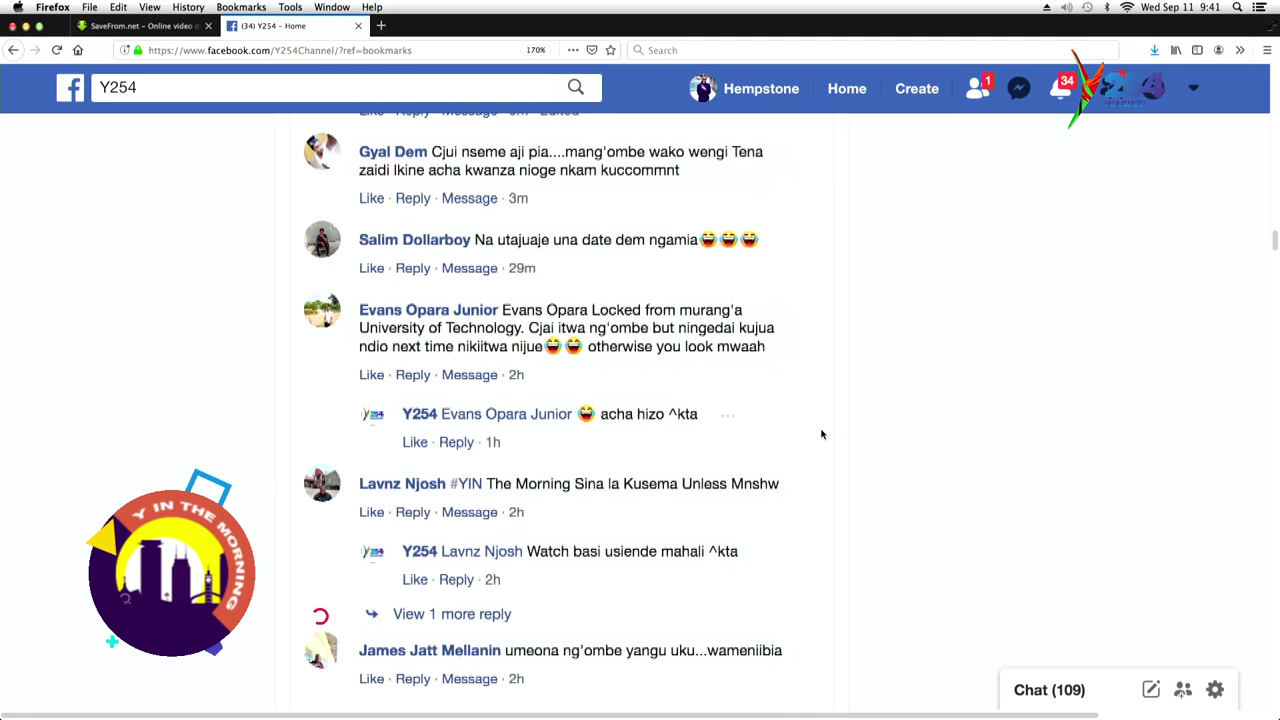 Firefox File Edit View History Bookmarks Tools Window Help Wed Sep 11 9:41
SaveFrom.net – Online video d
(34) Y254 – Home
https://www.facebook.com/Y254Channel/?ref=bookmarks 170% Search
Y254 Hempstone Home Create 1 34
Gyal Dem Cjui nseme aji pia....mang'ombe wako wengi Tena
zaidi Ikine acha kwanza nioge nkam kuccommnt
Like · Reply · Message · 3m
Salim Dollarboy Na utajuaje una date dem ngamia😂😂😂
Like · Reply · Message · 29m
Evans Opara Junior Evans Opara Locked from murang'a
University of Technology. Cjai itwa ng'ombe but ningedai kujua
ndio next time nikiitwa nijue😂😂 otherwise you look mwaah
Like · Reply · Message · 2h
Y254 Evans Opara Junior 😂 acha hizo ^kta
Like · Reply · 1h
Lavnz Njosh #YIN The Morning Sina la Kusema Unless Mnshw
Like · Reply · Message · 2h
Y254 Lavnz Njosh Watch basi usiende mahali ^kta
Like · Reply · 2h
View 1 more reply
James Jatt Mellanin umeona ng'ombe yangu uku...wameniibia
Like · Reply · Message · 2h
Y IN THE MORNING
Chat (109)